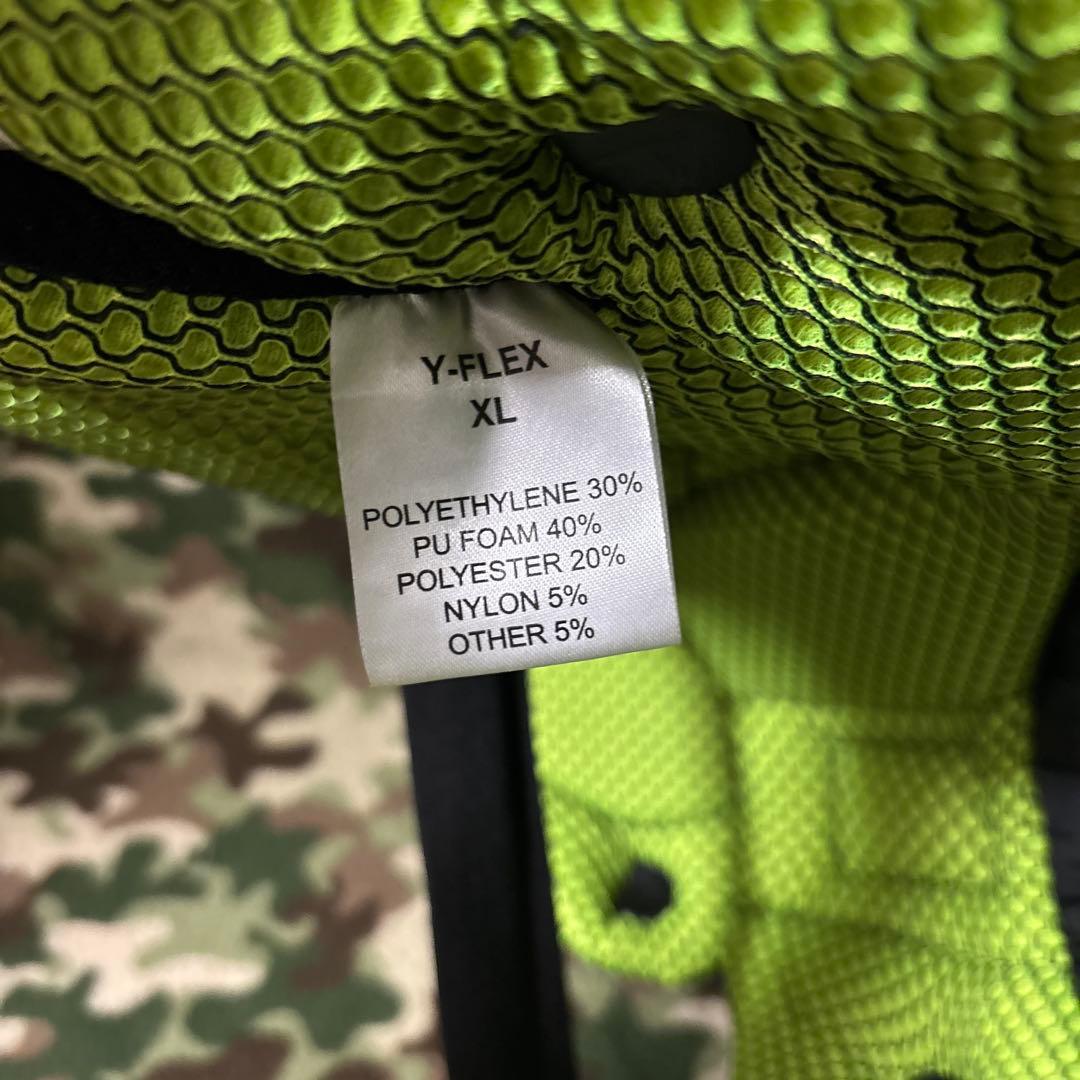 Y-FLEX
XL
POLYETHYLENE 30%
PU FOAM 40%
POLYESTER 20%
NYLON 5%
OTHER 5%